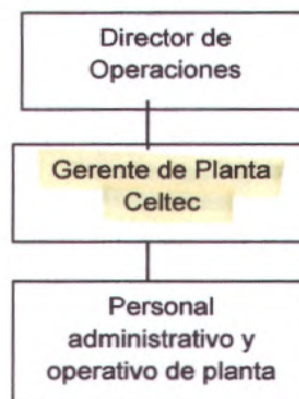 Director de
Operaciones
Gerente de Planta
Celtec
Personal
administrativo y
operativo de planta